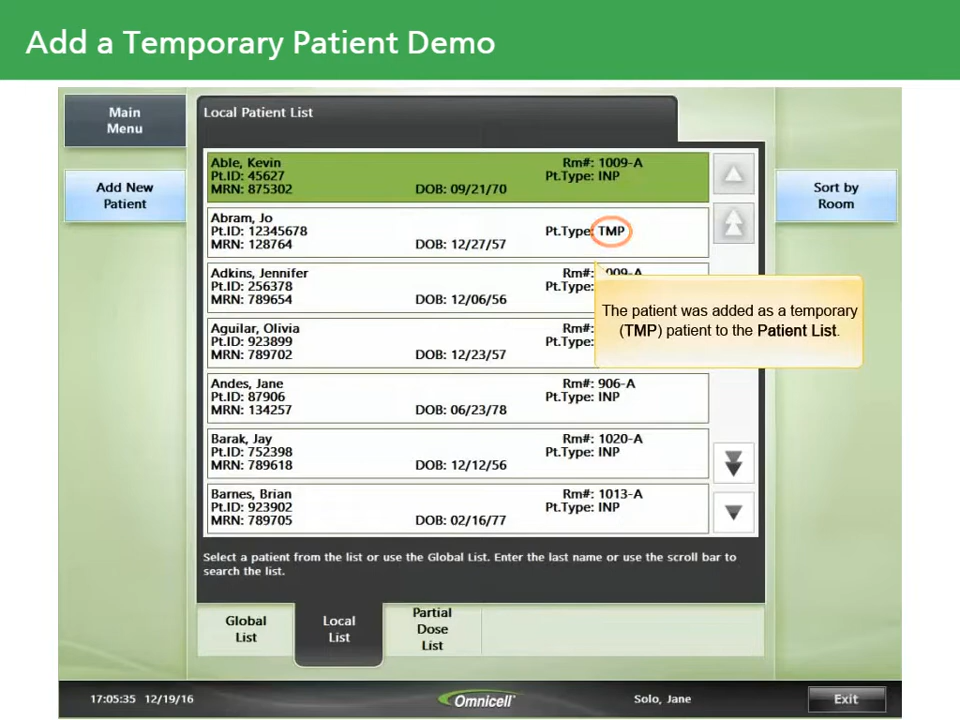 Add a Temporary Patient Demo
Main
Menu
Local Patient List
Add New
Patient
Sort by
Room
Able, Kevin
Rm#: 1009-A
Pt.ID: 45627
Pt.Type: INP
MRN: 875302
DOB: 09/21/70
Abram, Jo
Pt.ID: 12345678
Pt.Type: TMP
MRN: 128764
DOB: 12/27/57
Adkins, Jennifer
Rm#: 1009-A
Pt.ID: 256378
Pt.Type:
MRN: 789654
DOB: 12/06/56
The patient was added as a temporary
(TMP) patient to the Patient List.
Aguilar, Olivia
Rm#:
Pt.ID: 923899
Pt.Type:
MRN: 789702
DOB: 12/23/57
Andes, Jane
Rm#: 906-A
Pt.ID: 87906
Pt.Type: INP
MRN: 134257
DOB: 06/23/78
Barak, Jay
Rm#: 1020-A
Pt.ID: 752398
Pt.Type: INP
MRN: 789618
DOB: 12/12/56
Barnes, Brian
Rm#: 1013-A
Pt.ID: 923902
Pt.Type: INP
MRN: 789705
DOB: 02/16/77
Select a patient from the list or use the Global List. Enter the last name or use the scroll bar to
search the list.
Global
List
Local
List
Partial
Dose
List
17:05:35 12/19/16
Omnicell
Solo, Jane
Exit